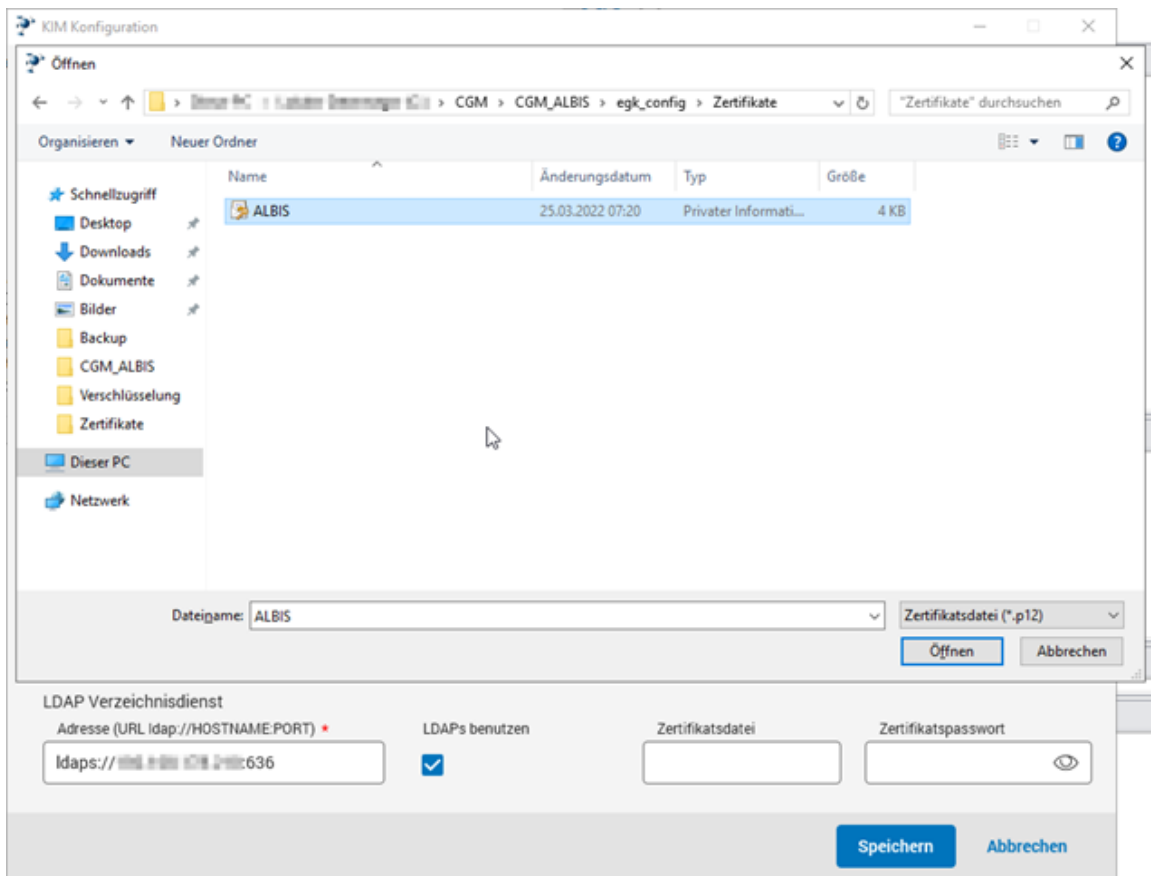 KIM Konfiguration
Öffnen
CGM > CGM_ALBIS > egk_config > Zertifikate
"Zertifikate" durchsuchen
Organisieren
Neuer Ordner
Name Änderungsdatum Typ Größe
ALBIS 25.03.2022 07:20 Privater Informati... 4 KB
Schnellzugriff
Desktop
Downloads
Dokumente
Bilder
Backup
CGM_ALBIS
Verschlüsselung
Zertifikate
Dieser PC
Netzwerk
Dateiname: ALBIS Zertifikatsdatei (*.p12)
Öffnen Abbrechen
LDAP Verzeichnisdienst
Adresse (URL ldap://HOSTNAME:PORT) * LDAPs benutzen Zertifikatsdatei Zertifikatspasswort
ldaps:// :636
Speichern Abbrechen